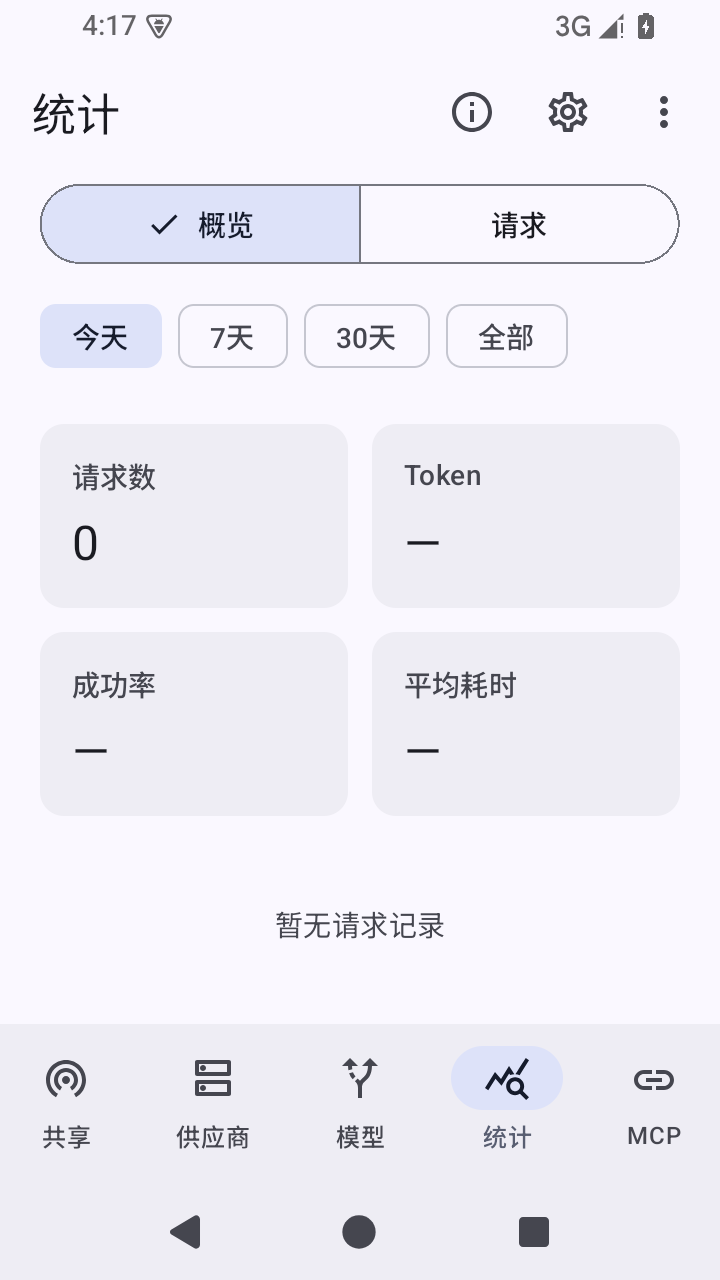 4:17
3G
统计
概览
请求
今天
7天
30天
全部
请求数
Token
0
—
成功率
平均耗时
—
—
暂无请求记录
共享
供应商
模型
统计
MCP